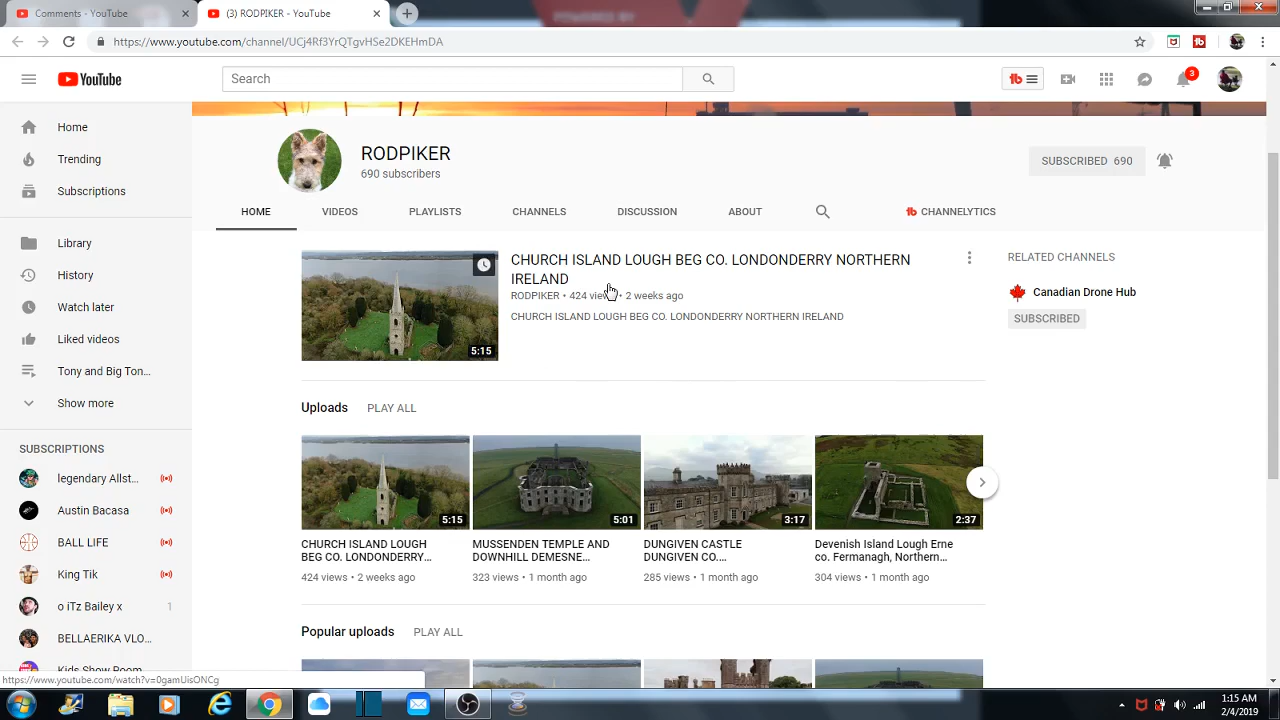 Comments - YouTube
(3) RODPIKER - YouTube
https://www.youtube.com/channel/UCj4Rf3YrQTgvHSe2DKEHmDA
YouTube
Search
tb
3
Home
Trending
Subscriptions
Library
History
Watch later
Liked videos
Tony and Big Ton...
Show more
SUBSCRIPTIONS
legendary Allst...
Austin Bacasa
BALL LIFE
King Tik
o iTz Bailey x 1
BELLAERIKA VLO...
Kids Show Room
RODPIKER
690 subscribers
SUBSCRIBED 690
HOME
VIDEOS
PLAYLISTS
CHANNELS
DISCUSSION
ABOUT
tb CHANNELYTICS
5:15
CHURCH ISLAND LOUGH BEG CO. LONDONDERRY NORTHERN
IRELAND
RODPIKER • 424 views • 2 weeks ago
CHURCH ISLAND LOUGH BEG CO. LONDONDERRY NORTHERN IRELAND
RELATED CHANNELS
Canadian Drone Hub
SUBSCRIBED
Uploads PLAY ALL
5:15
CHURCH ISLAND LOUGH
BEG CO. LONDONDERRY...
424 views • 2 weeks ago
5:01
MUSSENDEN TEMPLE AND
DOWNHILL DEMESNE...
323 views • 1 month ago
3:17
DUNGIVEN CASTLE
DUNGIVEN CO....
285 views • 1 month ago
2:37
Devenish Island Lough Erne
co. Fermanagh, Northern...
304 views • 1 month ago
Popular uploads PLAY ALL
https://www.youtube.com/watch?v=0gamUisONCg
1:15 AM
2/4/2019